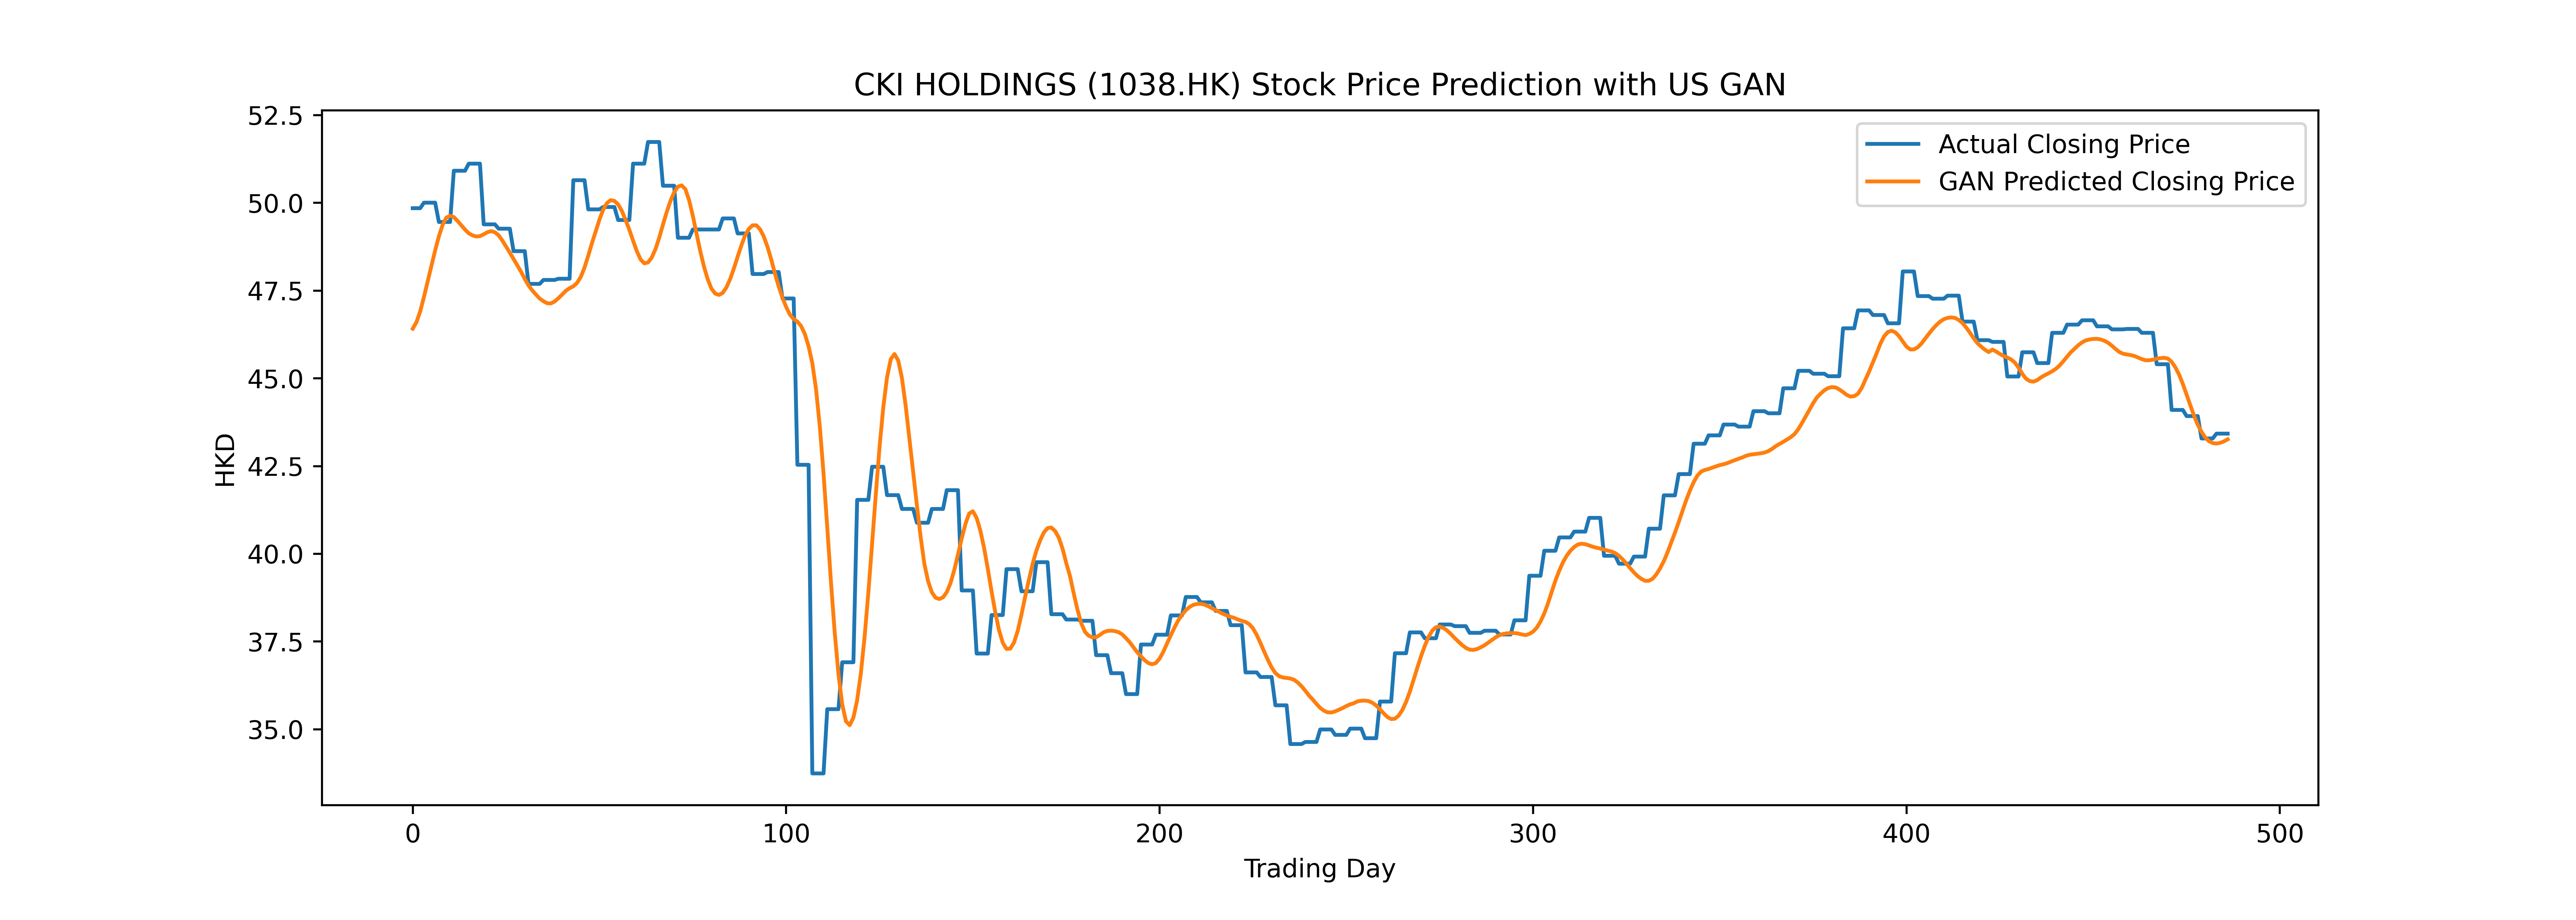 CKI HOLDINGS (1038.HK) Stock Price Prediction with US GAN
Actual Closing Price
GAN Predicted Closing Price
52.5
50.0
47.5
45.0
42.5
40.0
37.5
35.0
HKD
0 100 200 300 400 500
Trading Day